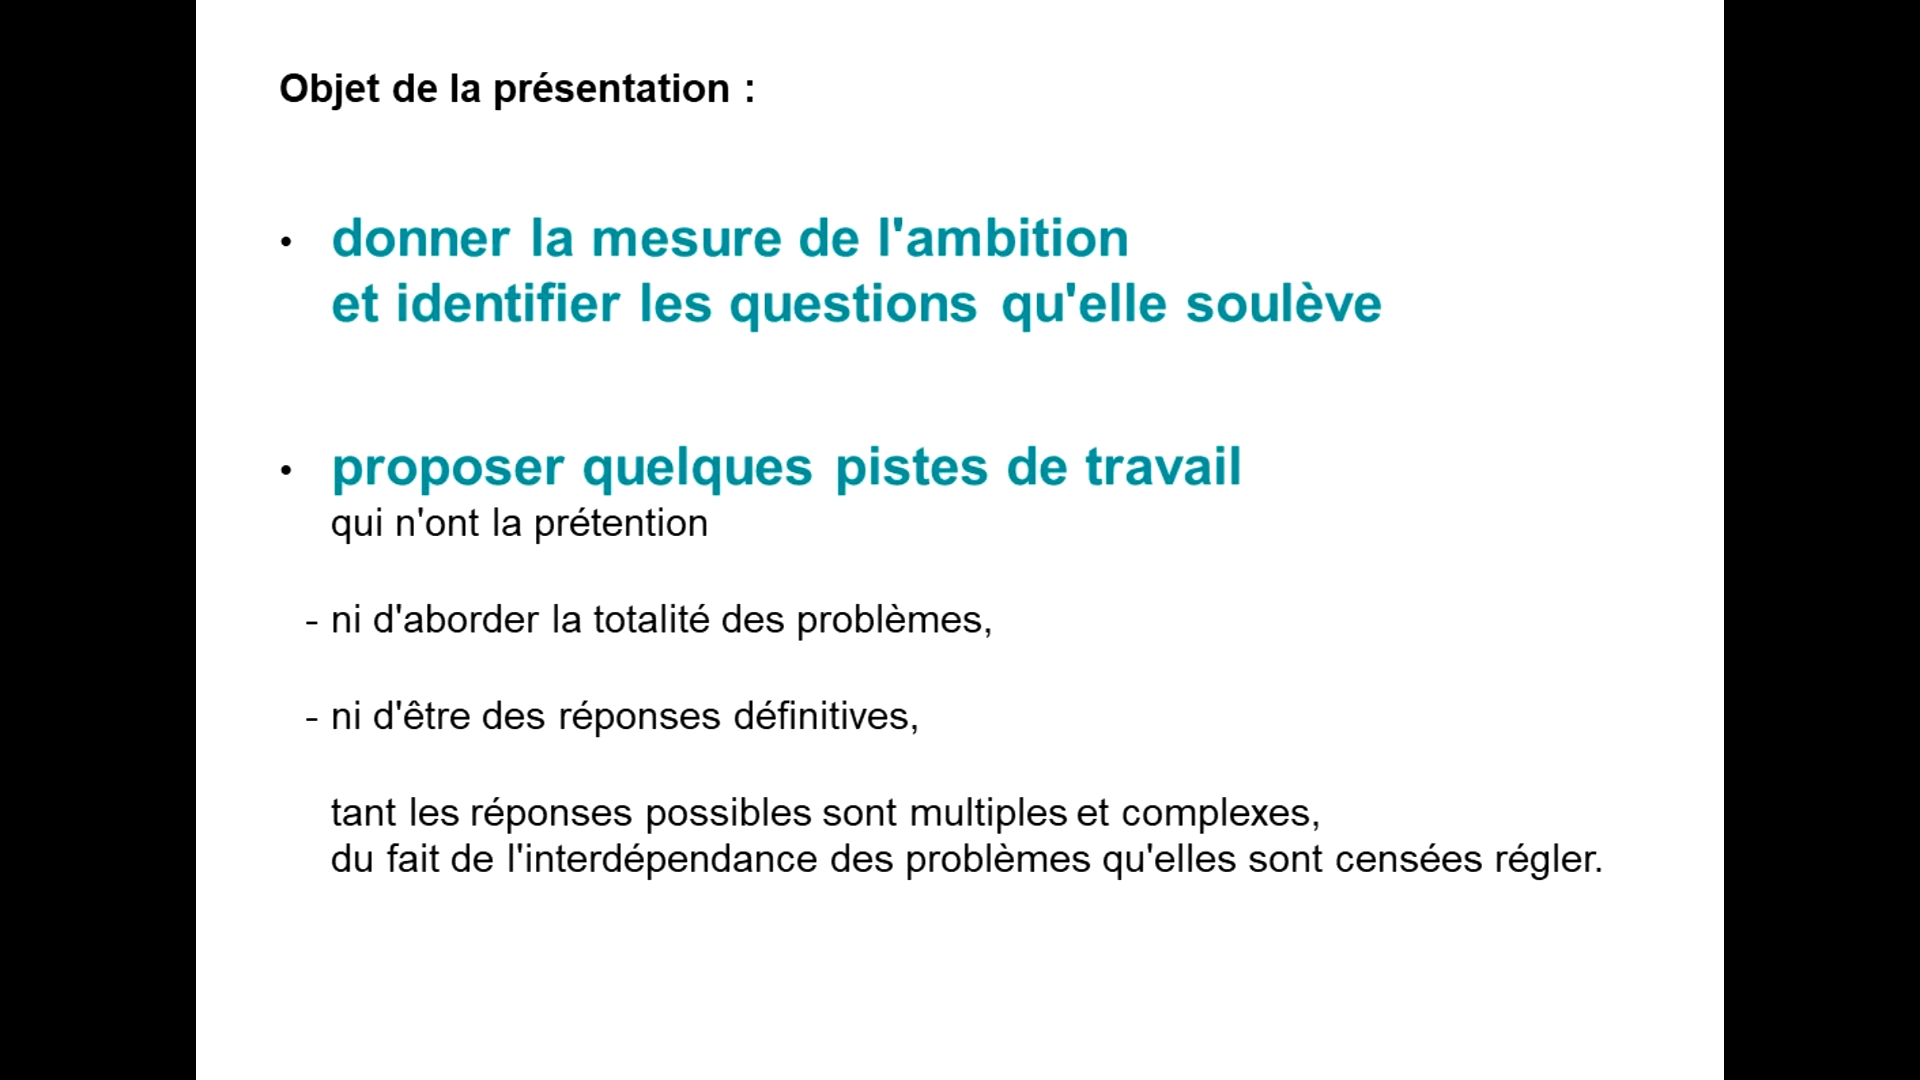 Objet de la présentation :
• donner la mesure de l'ambition
et identifier les questions qu'elle soulève
• proposer quelques pistes de travail
qui n'ont la prétention
- ni d'aborder la totalité des problèmes,
- ni d'être des réponses définitives,
tant les réponses possibles sont multiples et complexes,
du fait de l'interdépendance des problèmes qu'elles sont censées régler.